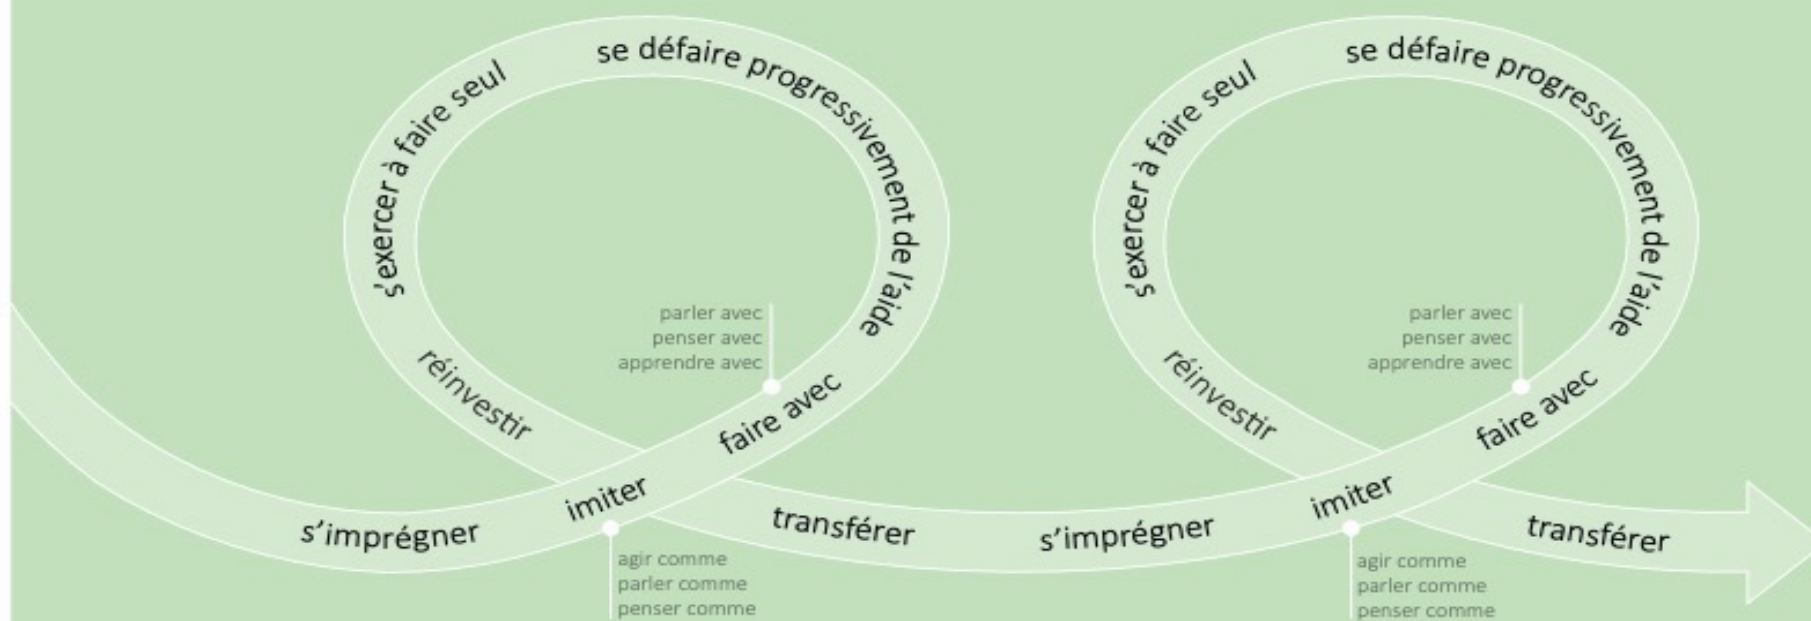 s'imprégner
imiter
agir comme
parler comme
penser comme
faire avec
parler avec
penser avec
apprendre avec
se défaire progressivement de l'aide
s'exercer à faire seul
réinvestir
transférer
s'imprégner
imiter
agir comme
parler comme
penser comme
faire avec
parler avec
penser avec
apprendre avec
se défaire progressivement de l'aide
s'exercer à faire seul
réinvestir
transférer